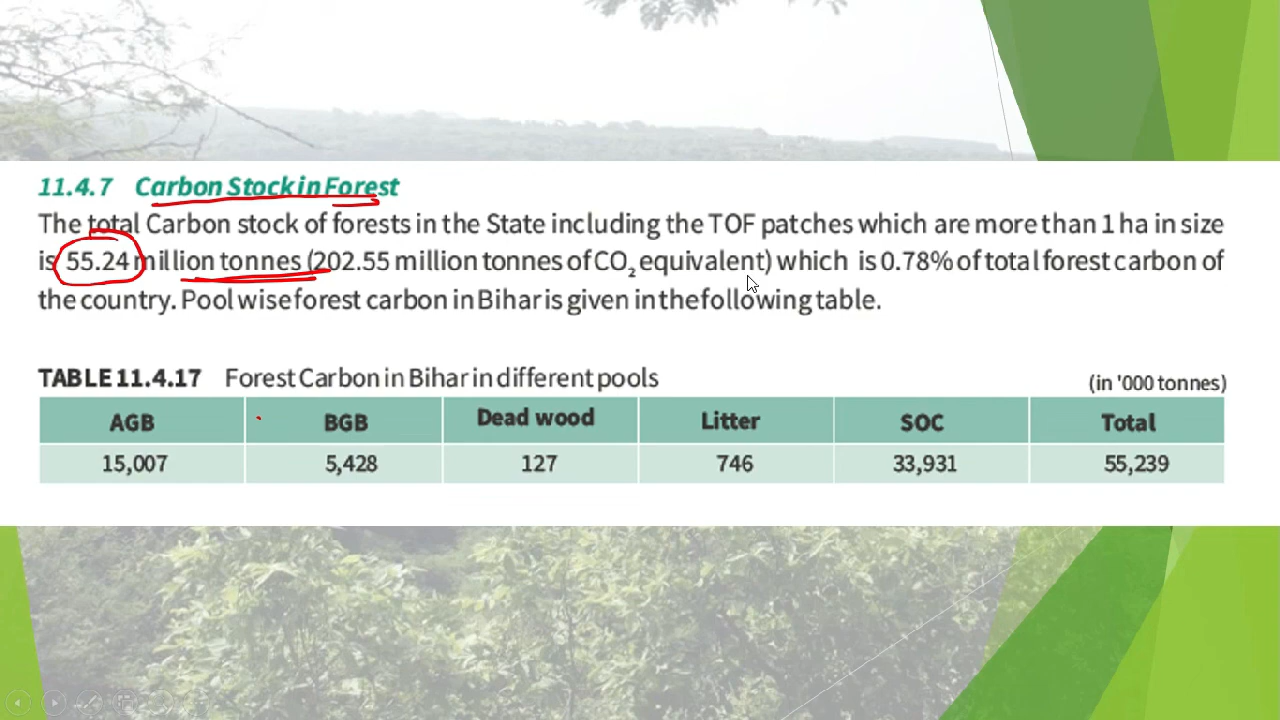 11.4.7 Carbon Stock in Forest
The total Carbon stock of forests in the State including the TOF patches which are more than 1 ha in size
is 55.24 million tonnes (202.55 million tonnes of CO₂ equivalent) which is 0.78% of total forest carbon of
the country. Pool wise forest carbon in Bihar is given in the following table.
TABLE 11.4.17 Forest Carbon in Bihar in different pools (in '000 tonnes)
AGB BGB Dead wood Litter SOC Total
15,007 5,428 127 746 33,931 55,239